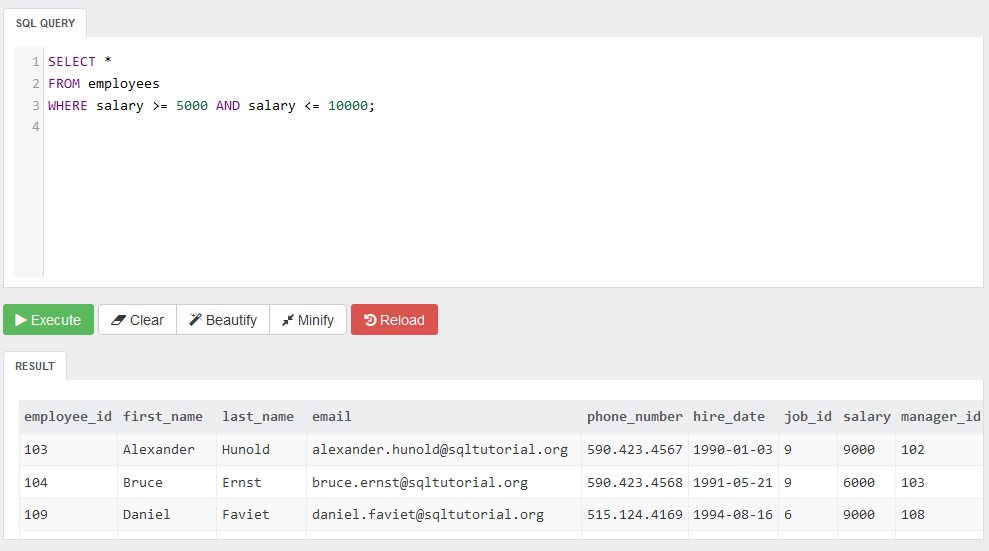 SQL QUERY
1 SELECT *
2 FROM employees
3 WHERE salary >= 5000 AND salary <= 10000;
4
Execute Clear Beautify Minify Reload
RESULT
employee_id first_name last_name email phone_number hire_date job_id salary manager_id
103 Alexander Hunold alexander.hunold@sqltutorial.org 590.423.4567 1990-01-03 9 9000 102
104 Bruce Ernst bruce.ernst@sqltutorial.org 590.423.4568 1991-05-21 9 6000 103
109 Daniel Faviet daniel.faviet@sqltutorial.org 515.124.4169 1994-08-16 6 9000 108